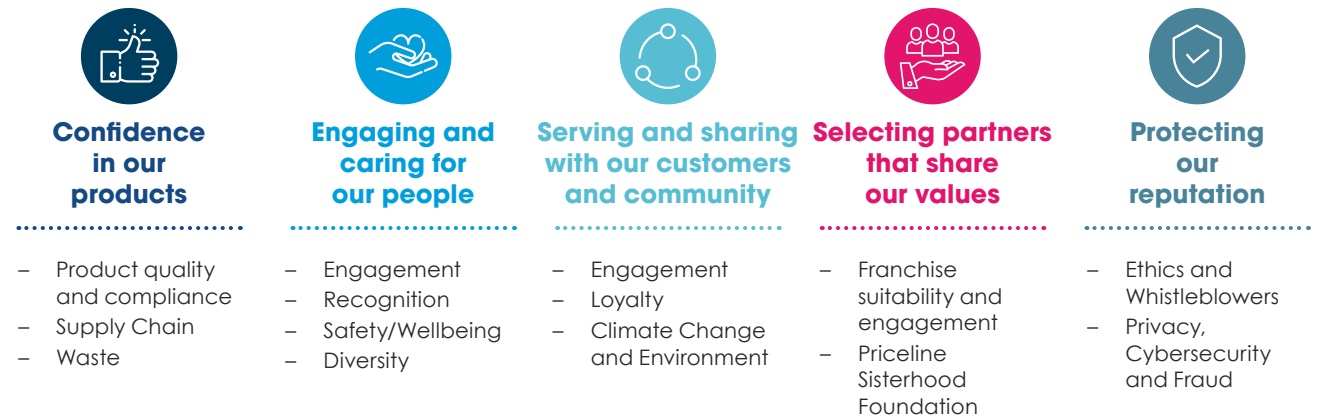 Confidence
in our
products
– Product quality
and compliance
– Supply Chain
– Waste
Engaging and
caring for
our people
– Engagement
– Recognition
– Safety/Wellbeing
– Diversity
Serving and sharing
with our customers
and community
– Engagement
– Loyalty
– Climate Change
and Environment
Selecting partners
that share
our values
– Franchise
suitability and
engagement
– Priceline
Sisterhood
Foundation
Protecting
our
reputation
– Ethics and
Whistleblowers
– Privacy,
Cybersecurity
and Fraud